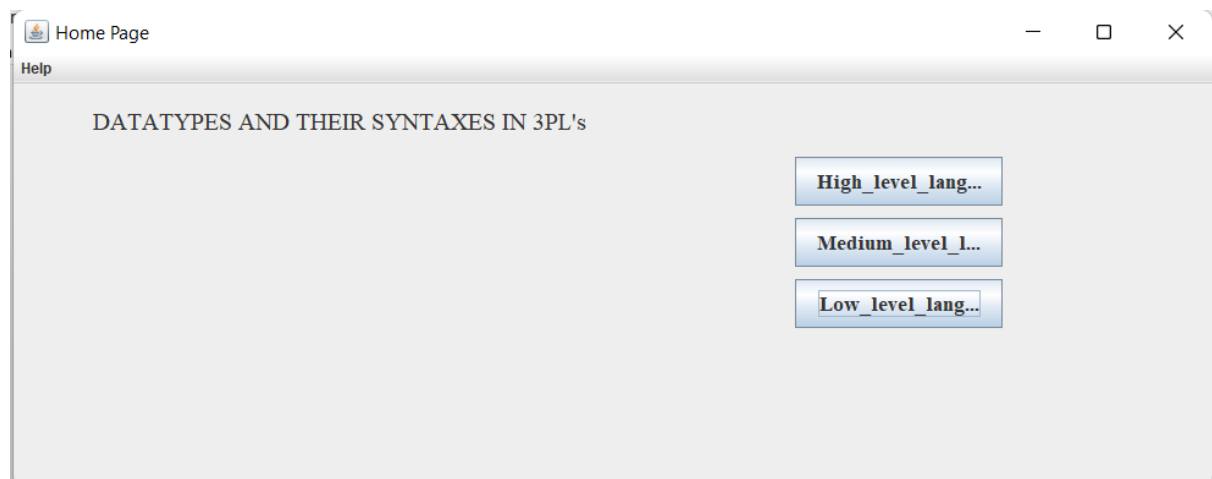 Home Page
Help
DATATYPES AND THEIR SYNTAXES IN 3PL's
High_level_lang...
Medium_level_l...
Low_level_lang...